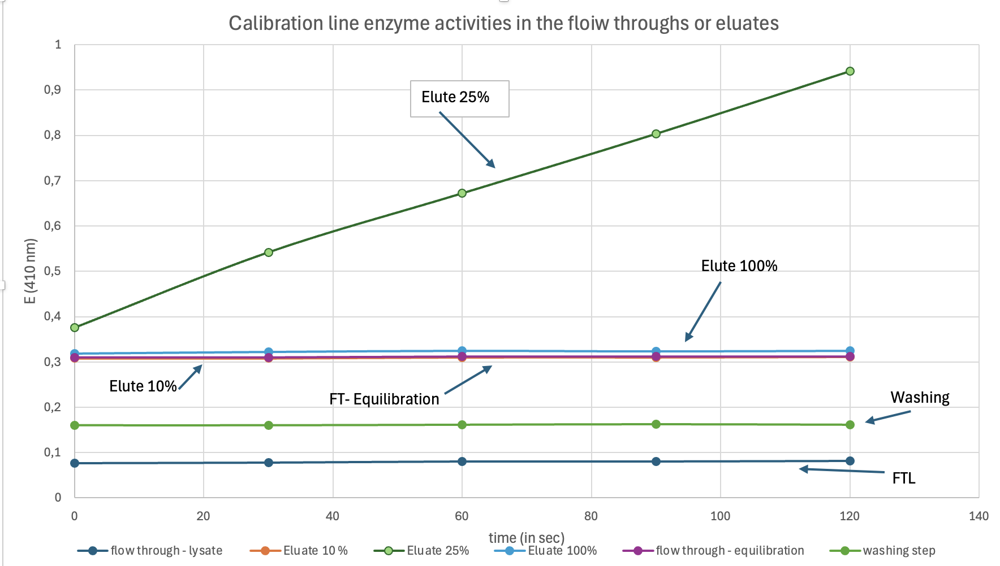 Calibration line enzyme activities in the floiw throughs or eluates
1
0,9
0,8
0,7
0,6
0,5
0,4
0,3
0,2
0,1
0
E (410 nm)
Elute 25%
Elute 100%
Elute 10%
FT- Equilibration
Washing
FTL
0 20 40 60 80 100 120 140
time (in sec)
flow through - lysate Eluate 10 % Eluate 25% Eluate 100% flow through - equilibration washing step